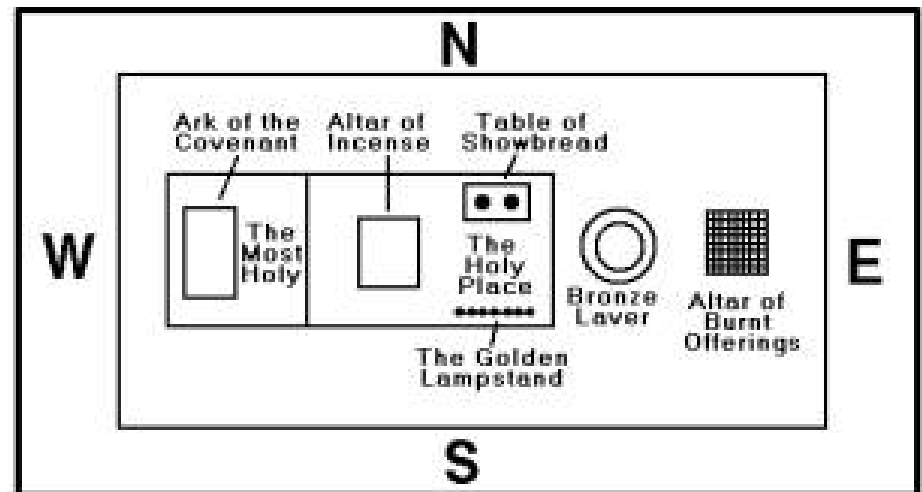 N
Ark of the
Covenant
Altar of
Incense
Table of
Showbread
W
The
Most
Holy
The
Holy
Place
Bronze
Laver
Altar of
Burnt
Offerings
E
The Golden
Lampstand
S